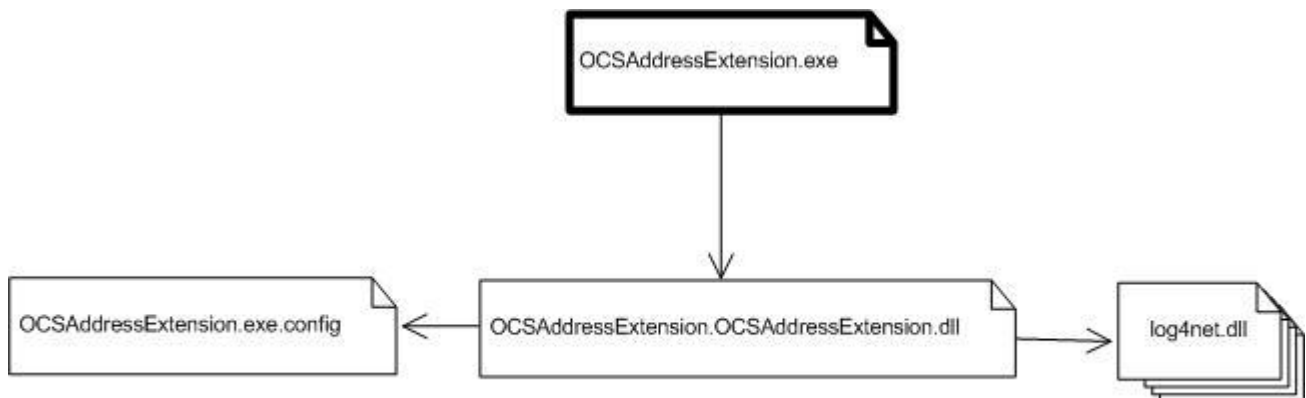 OCSAddressExtension.exe
OCSAddressExtension.exe.config
OCSAddressExtension.OCSAddressExtension.dll
log4net.dll